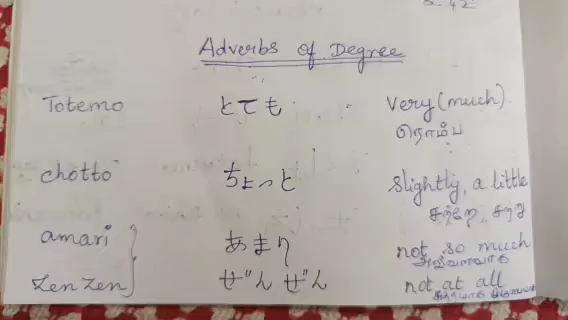 Adverbs of Degree
Totemo とても Very (much).
ரொம்ப
chotto ちょっと slightly, a little
சற்றே, சற்று
amari あまり not so much
Zen Zen ぜんぜん not at all